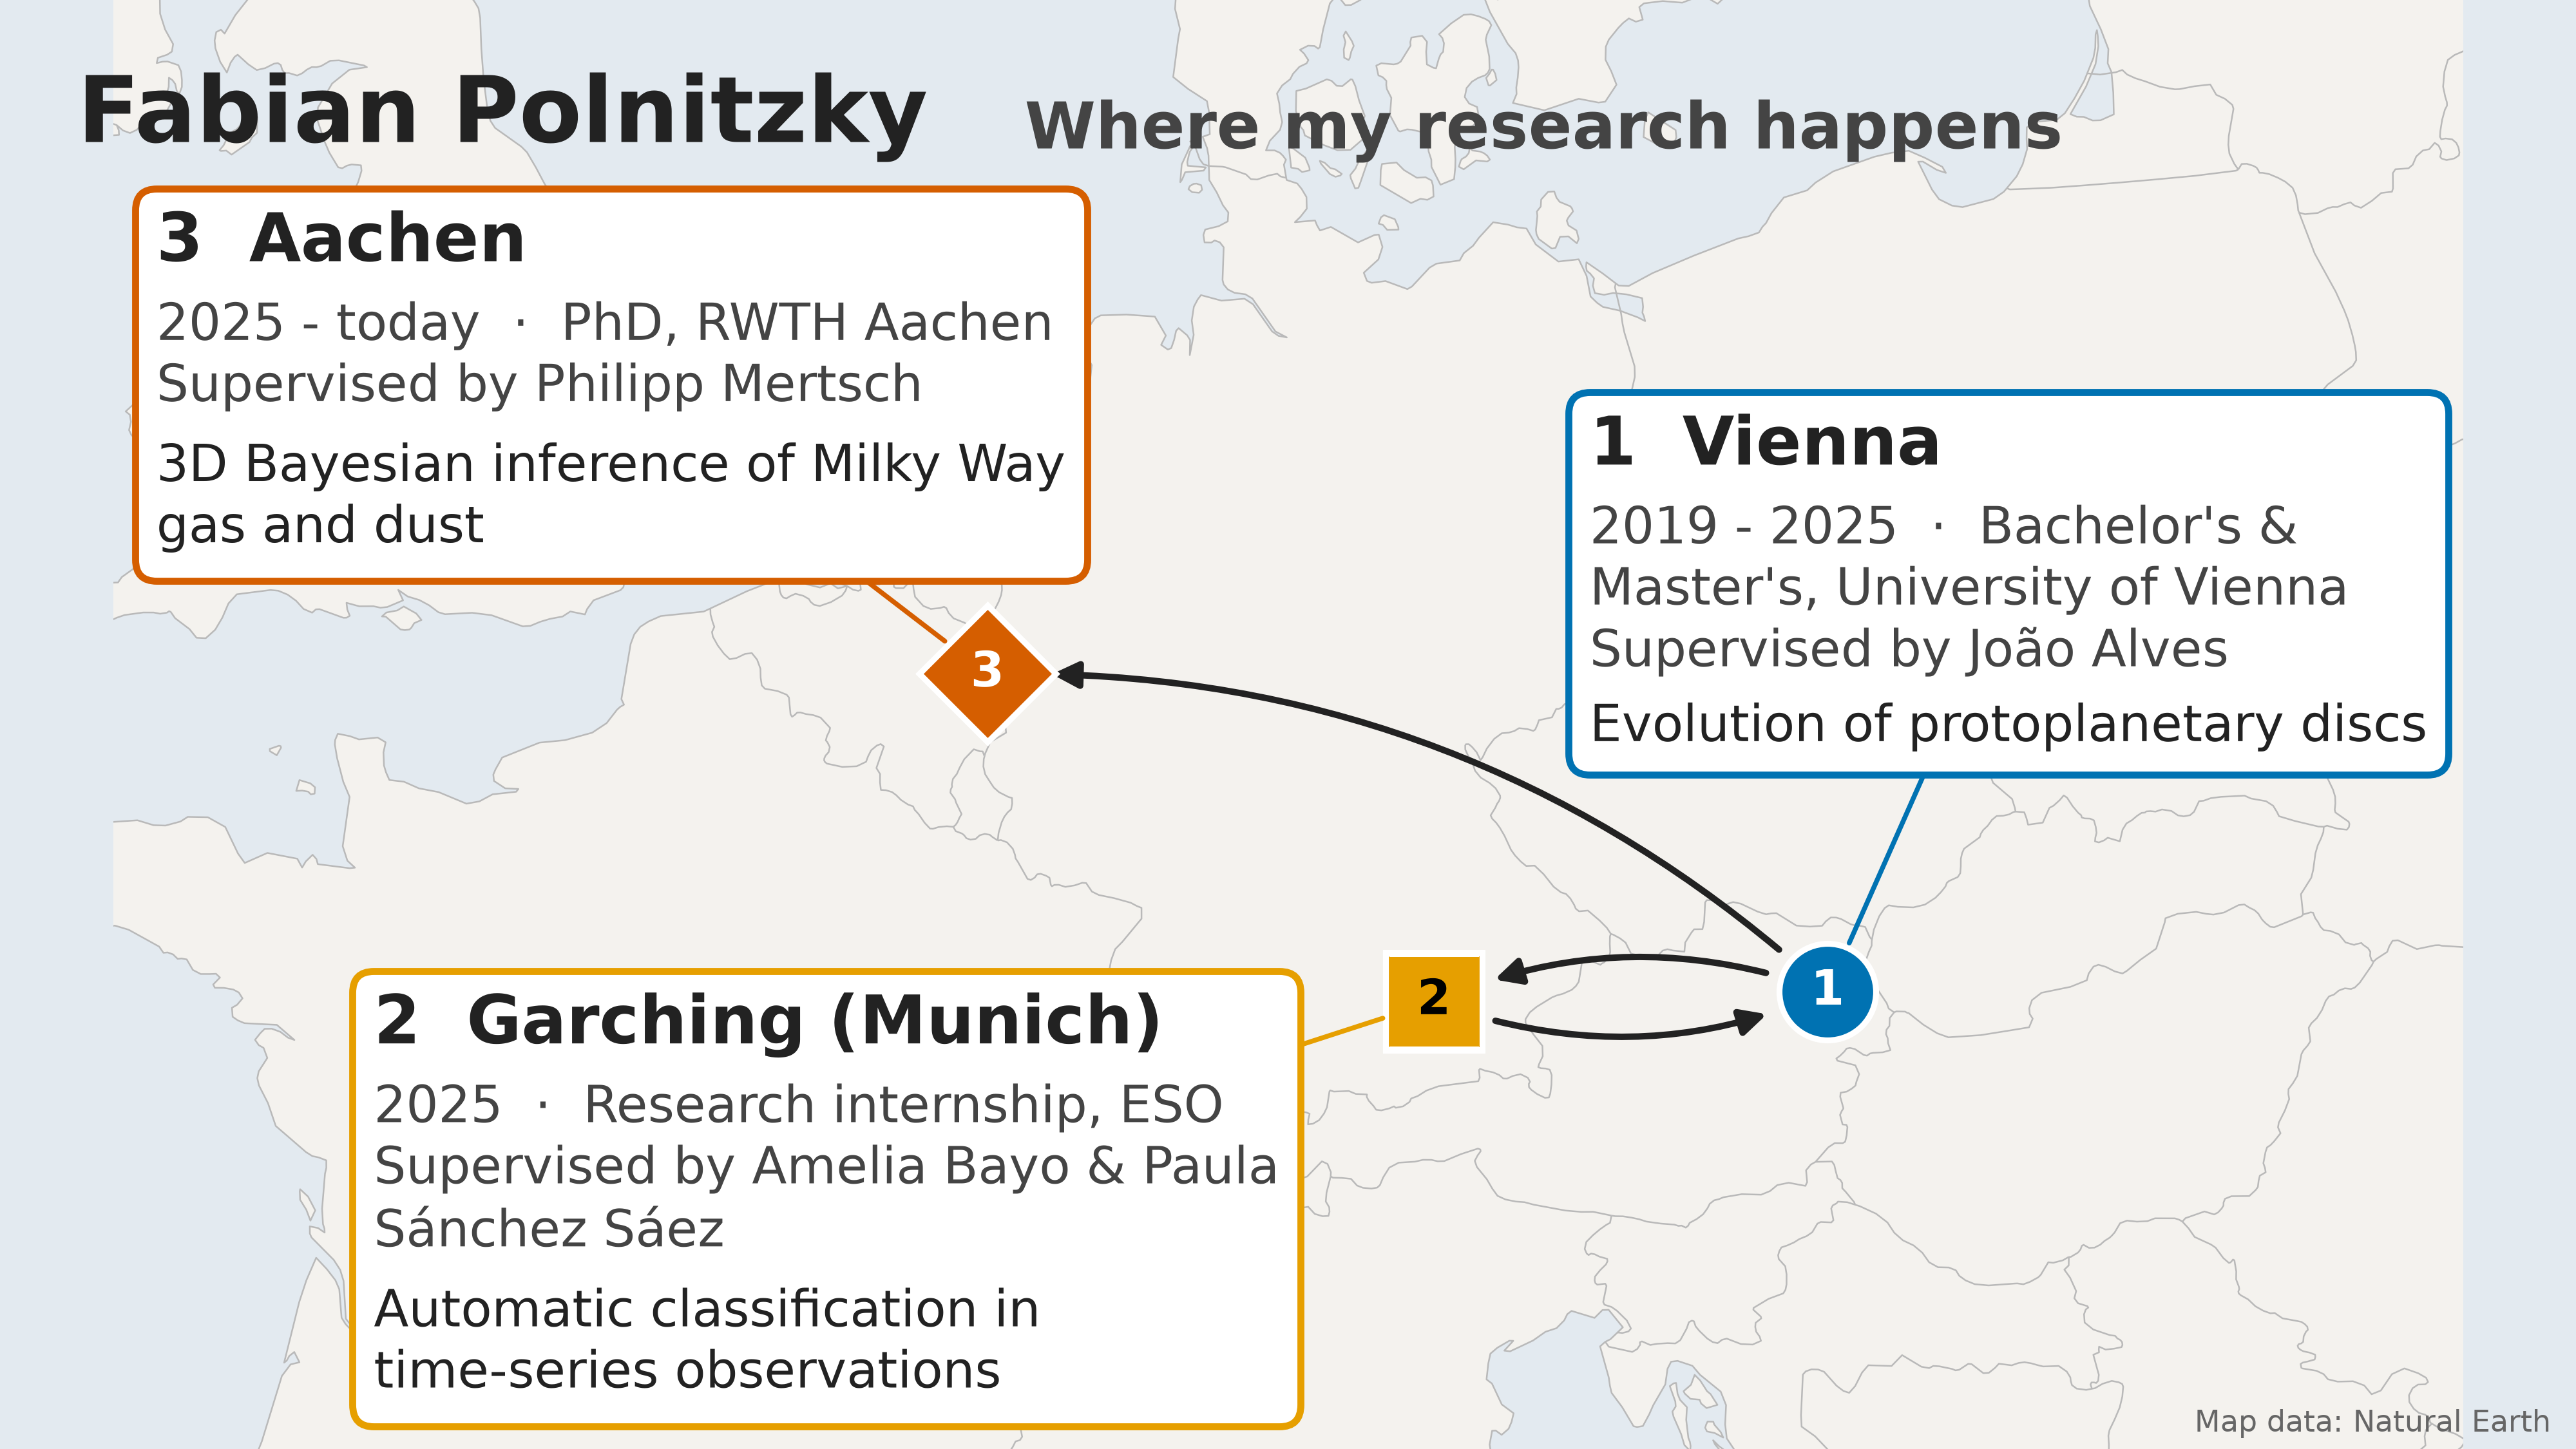 Fabian Polnitzky
Where my research happens
3 Aachen
2025 - today · PhD, RWTH Aachen
Supervised by Philipp Mertsch
3D Bayesian inference of Milky Way
gas and dust
1 Vienna
2019 - 2025 · Bachelor's &
Master's, University of Vienna
Supervised by João Alves
Evolution of protoplanetary discs
3
2
1
2 Garching (Munich)
2025 · Research internship, ESO
Supervised by Amelia Bayo & Paula
Sánchez Sáez
Automatic classification in
time-series observations
Map data: Natural Earth